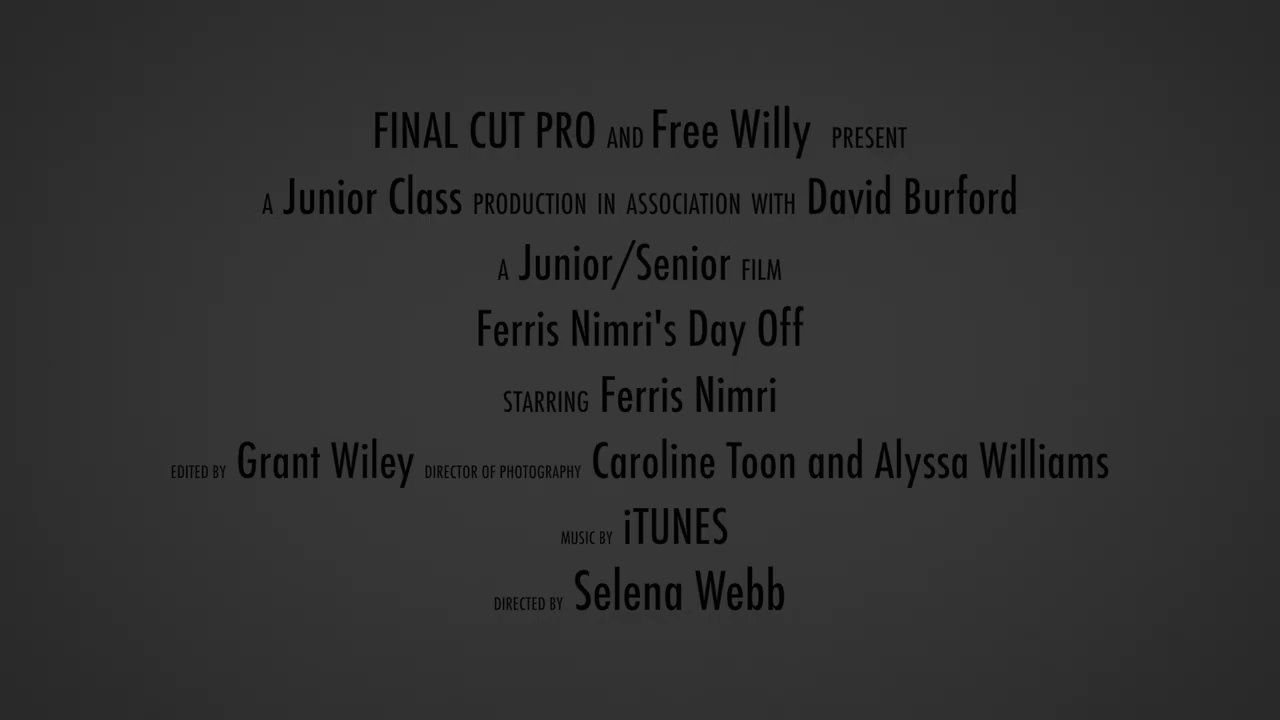 FINAL CUT PRO AND Free Willy PRESENT
A Junior Class PRODUCTION IN ASSOCIATION WITH David Burford
A Junior/Senior FILM
Ferris Nimri's Day Off
STARRING Ferris Nimri
EDITED BY Grant Wiley DIRECTOR OF PHOTOGRAPHY Caroline Toon and Alyssa Williams
MUSIC BY iTUNES
DIRECTED BY Selena Webb